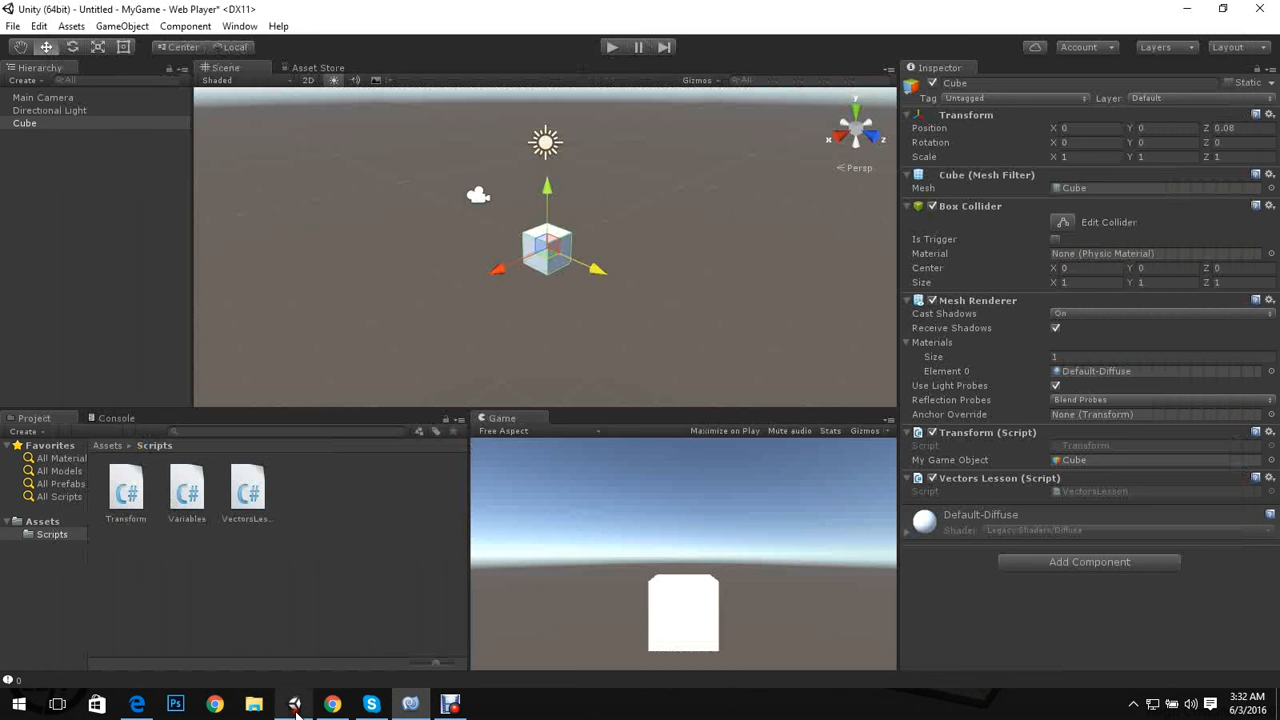 Unity (64bit) - Untitled - MyGame - Web Player* <DX11>
File Edit Assets GameObject Component Window Help
Center Local Account Layers Layout
Hierarchy
Create All
Main Camera
Directional Light
Cube
Scene Asset Store
Shaded 2D Gizmos All
y
x z
Persp
Inspector
Cube Static
Tag Untagged Layer Default
Transform
Position X 0 Y 0 Z 0.08
Rotation X 0 Y 0 Z 0
Scale X 1 Y 1 Z 1
Cube (Mesh Filter)
Mesh Cube
Box Collider
Edit Collider
Is Trigger
Material None (Physic Material)
Center X 0 Y 0 Z 0
Size X 1 Y 1 Z 1
Mesh Renderer
Cast Shadows On
Receive Shadows
Materials
Size 1
Element 0 Default-Diffuse
Use Light Probes
Reflection Probes Blend Probes
Anchor Override None (Transform)
Transform (Script)
Script Transform
My Game Object Cube
Vectors Lesson (Script)
Script VectorsLesson
Default-Diffuse
Shader Legacy Shaders/Diffuse
Add Component
Project Console
Create
Favorites
All Material
All Models
All Prefabs
All Scripts
Assets
Scripts
Assets Scripts
C# C# C#
Transform Variables VectorsLes...
Game
Free Aspect Maximize on Play Mute audio Stats Gizmos
0
3:32 AM
6/3/2016